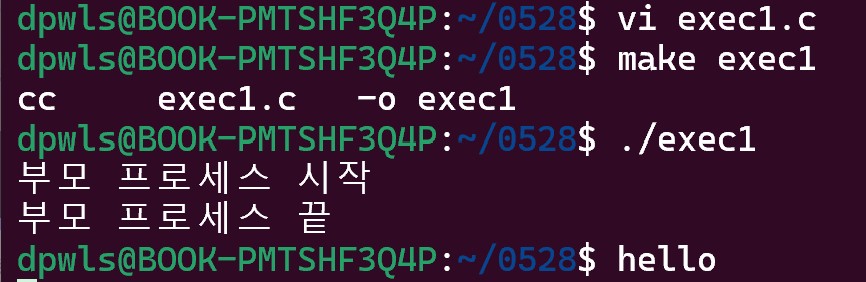 dpwls@BOOK-PMTSHF3Q4P:~/0528$ vi exec1.c
dpwls@BOOK-PMTSHF3Q4P:~/0528$ make exec1
cc     exec1.c   -o exec1
dpwls@BOOK-PMTSHF3Q4P:~/0528$ ./exec1
부모 프로세스 시작
부모 프로세스 끝
dpwls@BOOK-PMTSHF3Q4P:~/0528$ hello